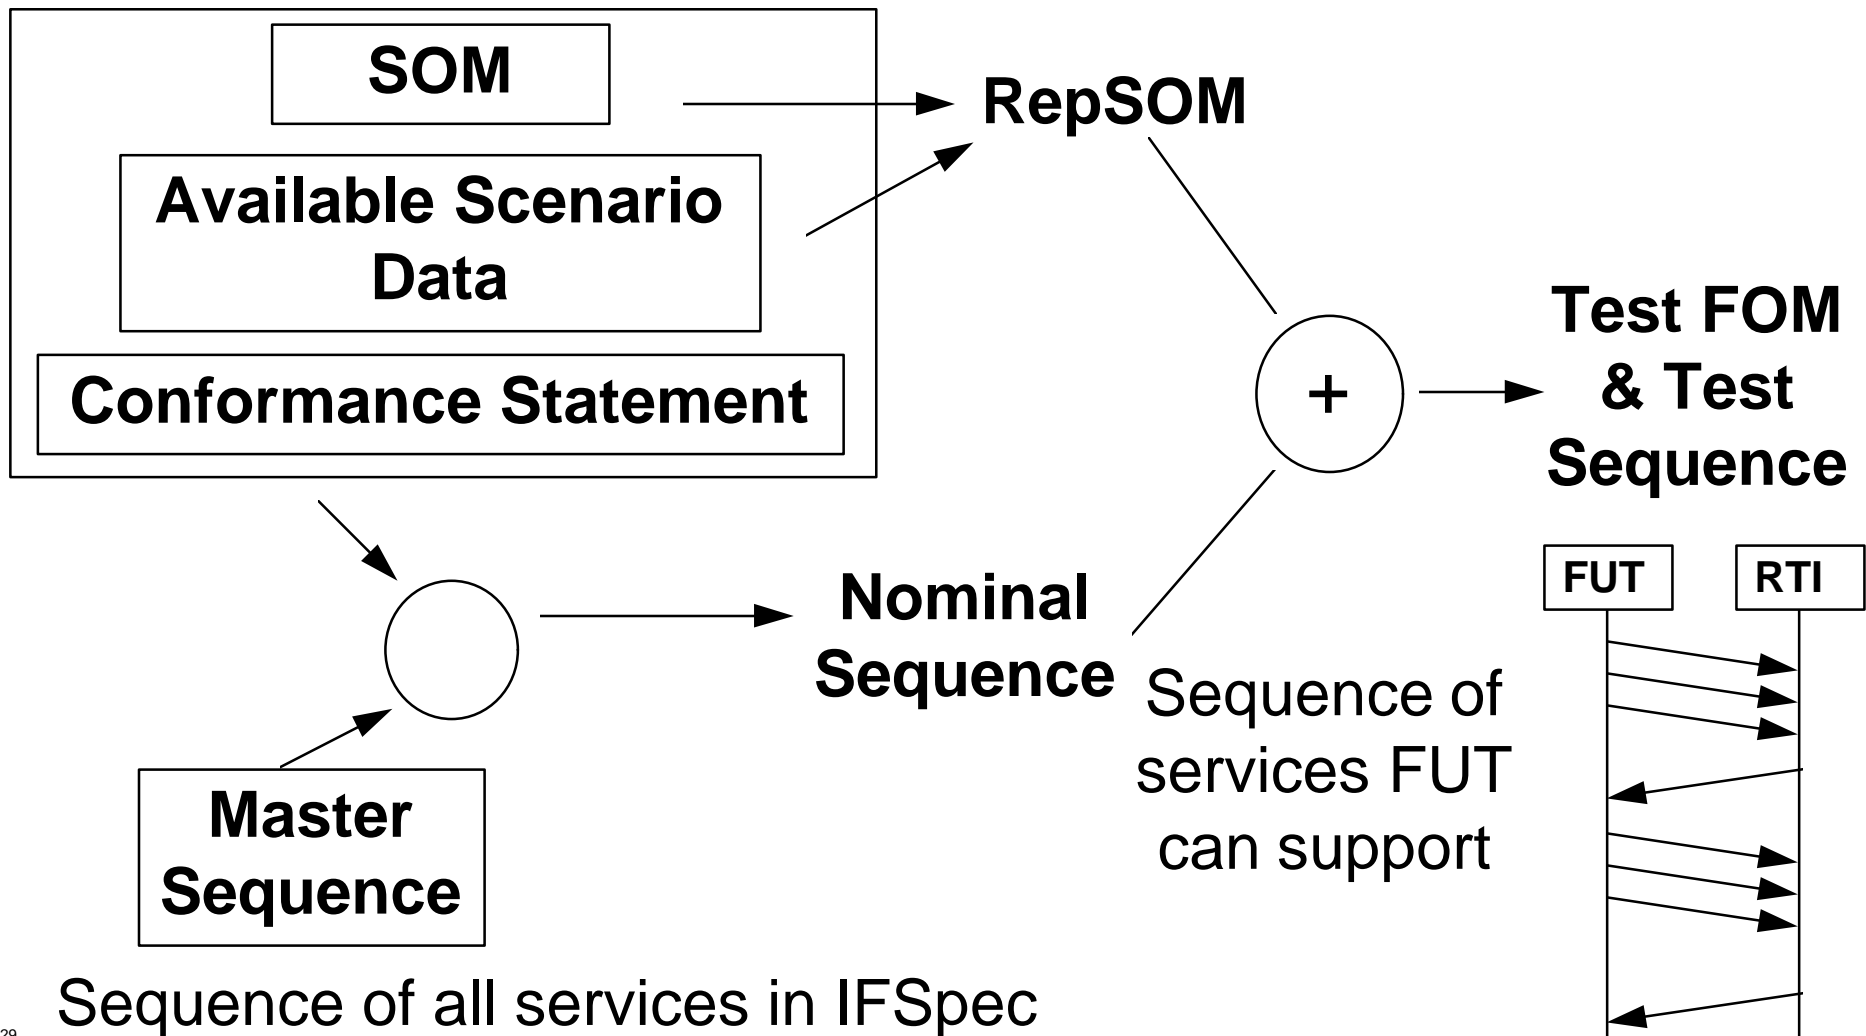 SOM
Available Scenario
Data
Conformance Statement
RepSOM
+
Test FOM
& Test
Sequence
FUT
RTI
Nominal
Sequence
Sequence of
services FUT
can support
Master
Sequence
Sequence of all services in IFSpec
29